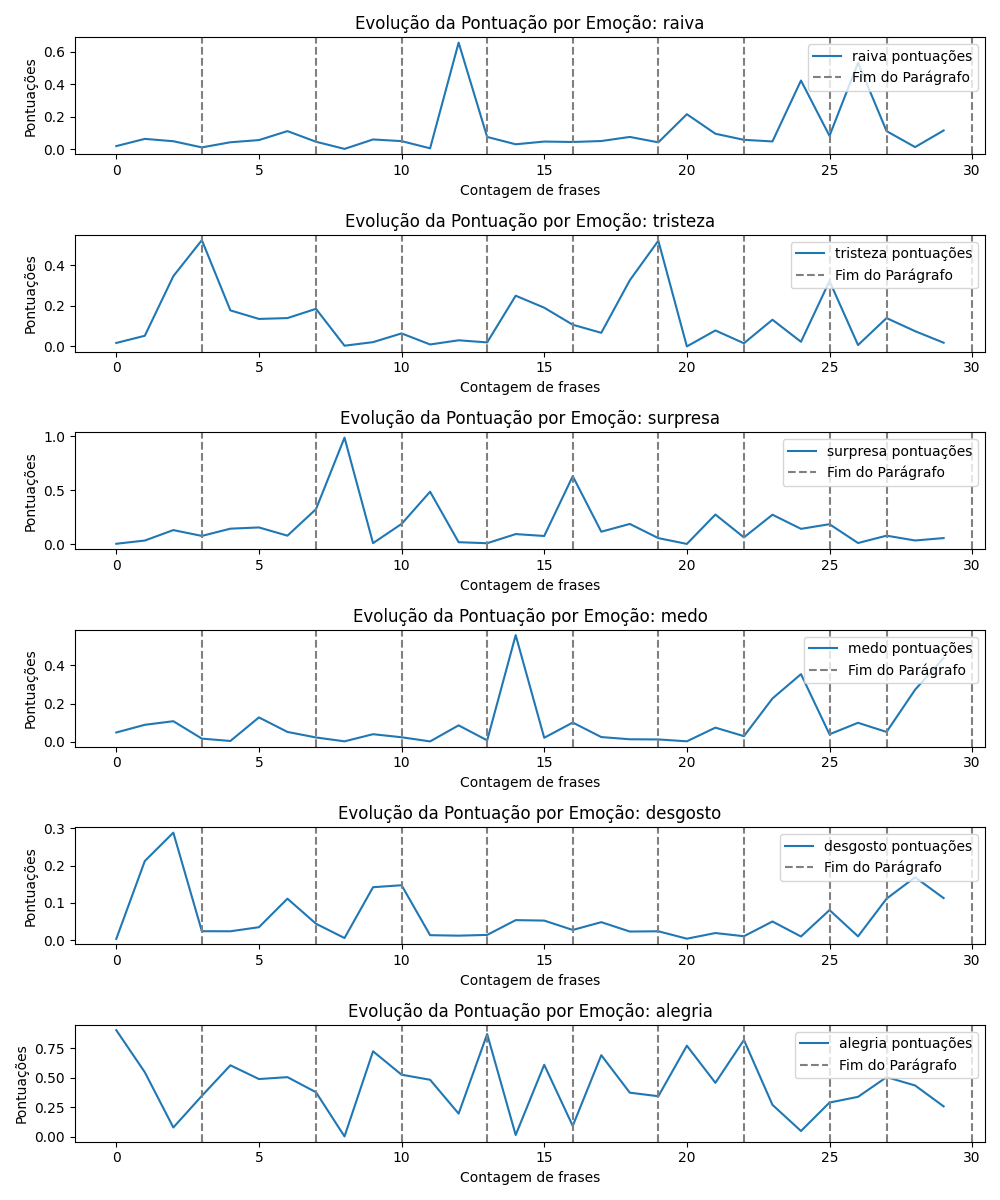 Evolução da Pontuação por Emoção: raiva
Pontuações
0.6
0.4
0.2
0.0
raiva pontuações
Fim do Parágrafo
0 5 10 15 20 25 30
Contagem de frases
Evolução da Pontuação por Emoção: tristeza
Pontuações
0.4
0.2
0.0
tristeza pontuações
Fim do Parágrafo
0 5 10 15 20 25 30
Contagem de frases
Evolução da Pontuação por Emoção: surpresa
Pontuações
1.0
0.5
0.0
surpresa pontuações
Fim do Parágrafo
0 5 10 15 20 25 30
Contagem de frases
Evolução da Pontuação por Emoção: medo
Pontuações
0.4
0.2
0.0
medo pontuações
Fim do Parágrafo
0 5 10 15 20 25 30
Contagem de frases
Evolução da Pontuação por Emoção: desgosto
Pontuações
0.3
0.2
0.1
0.0
desgosto pontuações
Fim do Parágrafo
0 5 10 15 20 25 30
Contagem de frases
Evolução da Pontuação por Emoção: alegria
Pontuações
0.75
0.50
0.25
0.00
alegria pontuações
Fim do Parágrafo
0 5 10 15 20 25 30
Contagem de frases